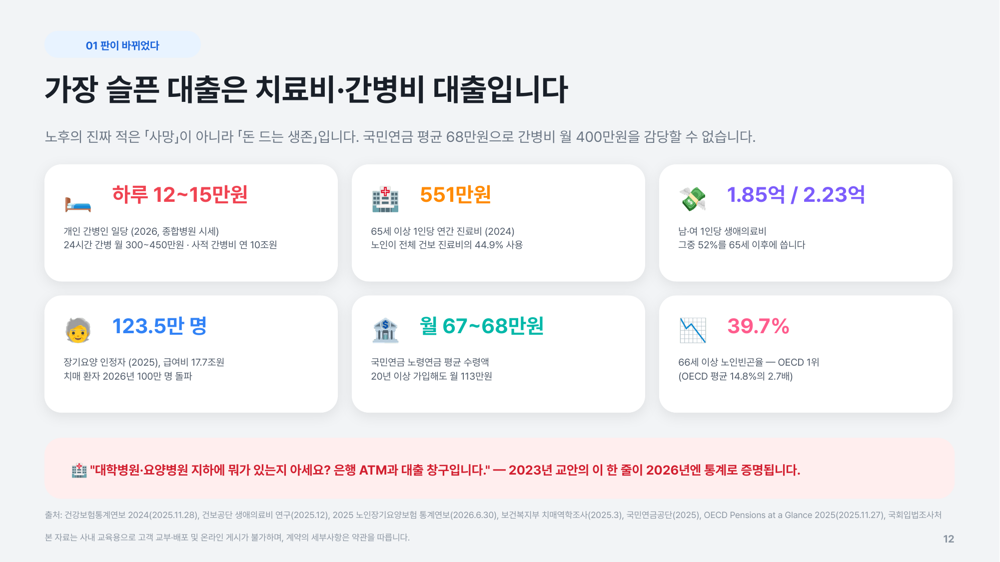 01 판이 바뀌었다
가장 슬픈 대출은 치료비·간병비 대출입니다
노후의 진짜 적은 「사망」이 아니라 「돈 드는 생존」입니다. 국민연금 평균 68만원으로 간병비 월 400만원을 감당할 수 없습니다.
하루 12~15만원
개인 간병인 일당 (2026, 종합병원 시세)
24시간 간병 월 300~450만원 · 사적 간병비 연 10조원
551만원
65세 이상 1인당 연간 진료비 (2024)
노인이 전체 건보 진료비의 44.9% 사용
1.85억 / 2.23억
남·여 1인당 생애의료비
그중 52%를 65세 이후에 씁니다
123.5만 명
장기요양 인정자 (2025), 급여비 17.7조원
치매 환자 2026년 100만 명 돌파
월 67~68만원
국민연금 노령연금 평균 수령액
20년 이상 가입해도 월 113만원
39.7%
66세 이상 노인빈곤율 — OECD 1위
(OECD 평균 14.8%의 2.7배)
"대학병원·요양병원 지하에 뭐가 있는지 아세요? 은행 ATM과 대출 창구입니다." — 2023년 교안의 이 한 줄이 2026년엔 통계로 증명됩니다.
출처: 건강보험통계연보 2024(2025.11.28), 건보공단 생애의료비 연구(2025.12), 2025 노인장기요양보험 통계연보(2026.6.30), 보건복지부 치매역학조사(2025.3), 국민연금공단(2025), OECD Pensions at a Glance 2025(2025.11.27), 국회입법조사처
본 자료는 사내 교육용으로 고객 교부·배포 및 온라인 게시가 불가하며, 계약의 세부사항은 약관을 따릅니다.
12